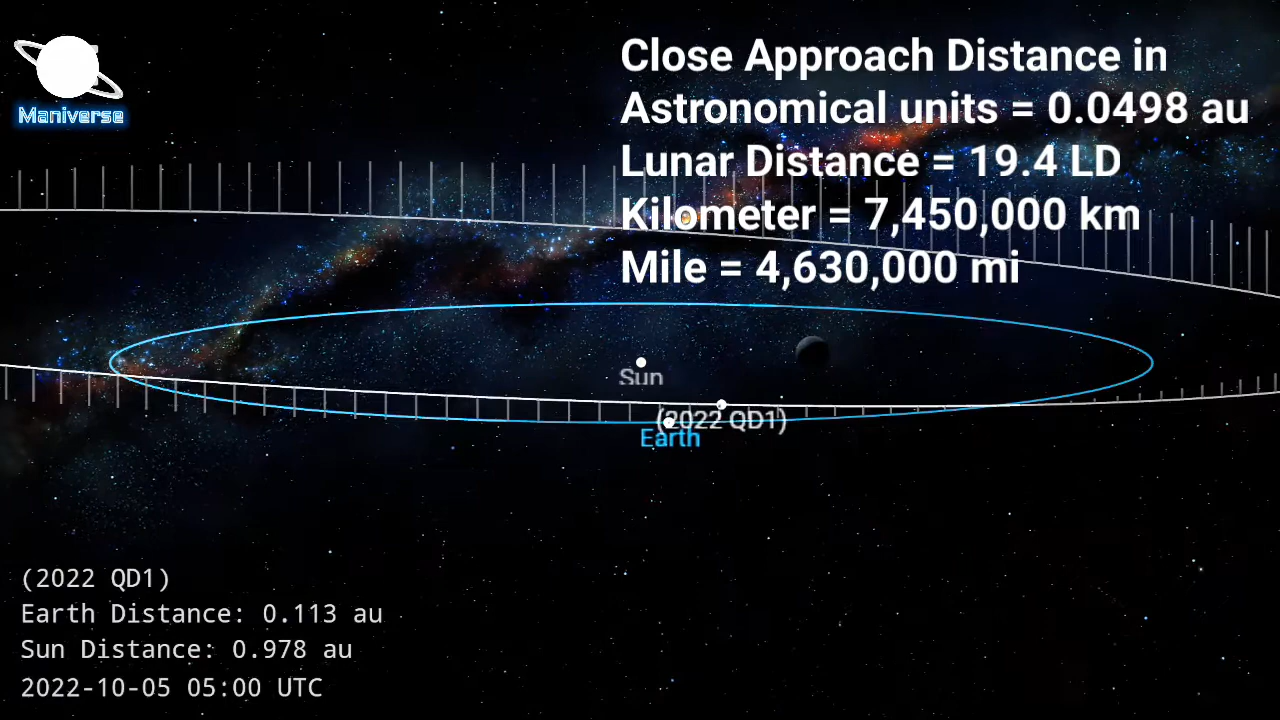 Maniverse
Close Approach Distance in
Astronomical units = 0.0498 au
Lunar Distance = 19.4 LD
Kilometer = 7,450,000 km
Mile = 4,630,000 mi
Sun
(2022 QD1)
Earth
(2022 QD1)
Earth Distance: 0.113 au
Sun Distance: 0.978 au
2022-10-05 05:00 UTC